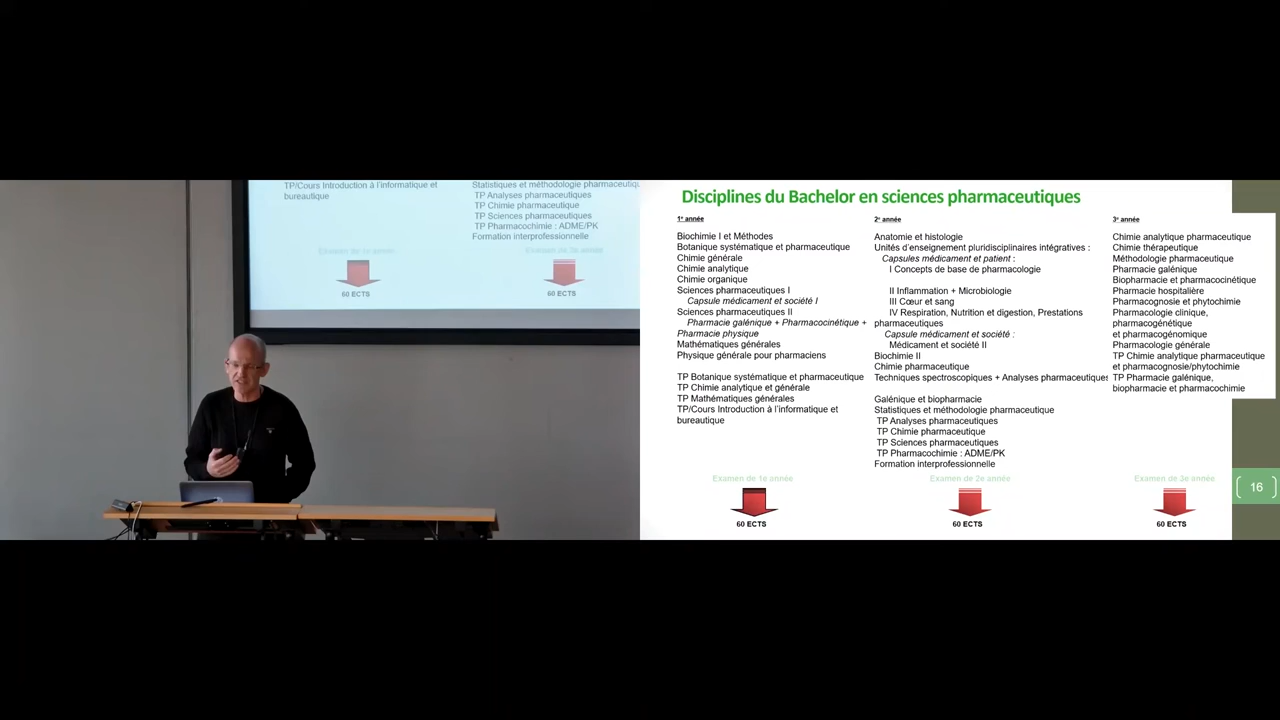 TP/Cours Introduction à l'informatique et
bureautique
Statistiques et méthodologie
TP Analyses pharmaceutiques
TP Chimie pharmaceutique
TP Sciences pharmaceutiques
TP Pharmacochimie : ADME/PK
Formation interprofessionnelle
Examen de 1e année
60 ECTS
60 ECTS
Disciplines du Bachelor en sciences pharmaceutiques
1e année
Biochimie I et Méthodes
Botanique systématique et pharmaceutique
Chimie générale
Chimie analytique
Chimie organique
Sciences pharmaceutiques I
Capsule médicament et société I
Sciences pharmaceutiques II
Pharmacie galénique + Pharmacocinétique +
Pharmacie physique
Mathématiques générales
Physique générale pour pharmaciens
TP Botanique systématique et pharmaceutique
TP Chimie analytique et générale
TP Mathématiques générales
TP/Cours Introduction à l'informatique et
bureautique
Examen de 1e année
60 ECTS
2e année
Anatomie et histologie
Unités d'enseignement pluridisciplinaires intégratives :
Capsules médicament et patient :
I Concepts de base de pharmacologie
II Inflammation + Microbiologie
III Cœur et sang
IV Respiration, Nutrition et digestion, Prestations
pharmaceutiques
Capsule médicament et société :
Médicament et société II
Biochimie II
Chimie pharmaceutique
Techniques spectroscopiques + Analyses pharmaceutiques
Galénique et biopharmacie
Statistiques et méthodologie pharmaceutique
TP Analyses pharmaceutiques
TP Chimie pharmaceutique
TP Sciences pharmaceutiques
TP Pharmacochimie : ADME/PK
Formation interprofessionnelle
Examen de 2e année
60 ECTS
3e année
Chimie analytique pharmaceutique
Chimie thérapeutique
Méthodologie pharmaceutique
Pharmacie galénique
Biopharmacie et pharmacocinétique
Pharmacie hospitalière
Pharmacognosie et phytochimie
Pharmacologie clinique,
pharmacogénétique
et pharmacogénomique
Pharmacologie générale
TP Chimie analytique pharmaceutique
et pharmacognosie/phytochimie
TP Pharmacie galénique,
biopharmacie et pharmacochimie
Examen de 3e année
60 ECTS
16